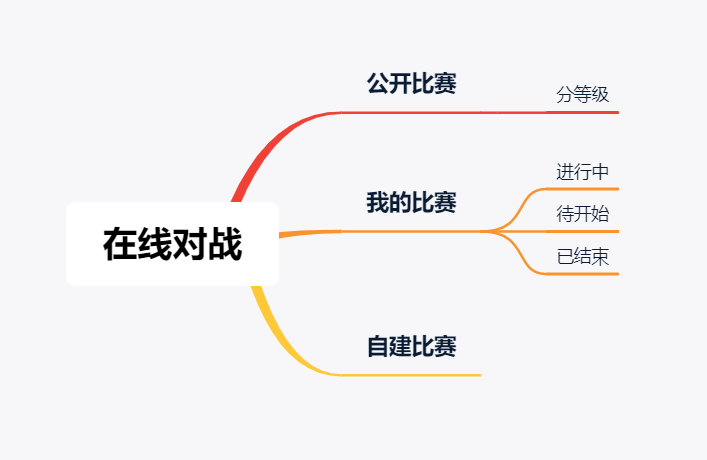 在线对战
公开比赛
分等级
我的比赛
进行中
待开始
已结束
自建比赛